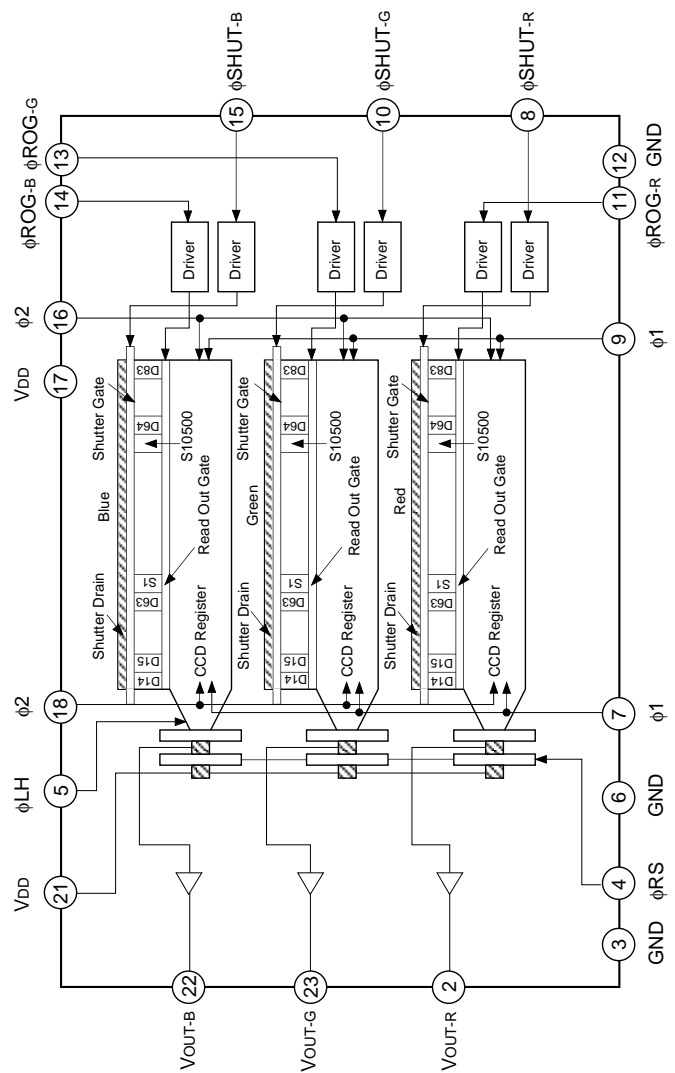 φROG-B
φROG-G
14
13
φ2
16
VDD
17
φ2
18
φLH
5
VDD
21
φSHUT-B
15
φSHUT-G
10
φSHUT-R
8
Driver
Driver
Driver
Driver
Driver
Driver
Blue
Shutter Drain
Shutter Gate
D14
D15
D63
S1
D64
D83
S10500
Read Out Gate
CCD Register
Green
Shutter Drain
Shutter Gate
D14
D15
D63
S1
D64
D83
S10500
Read Out Gate
CCD Register
Red
Shutter Drain
Shutter Gate
D14
D15
D63
S1
D64
D83
S10500
Read Out Gate
CCD Register
22
VOUT-B
23
VOUT-G
2
VOUT-R
3
GND
4
φRS
6
GND
7
φ1
9
φ1
11
φROG-R
12
GND